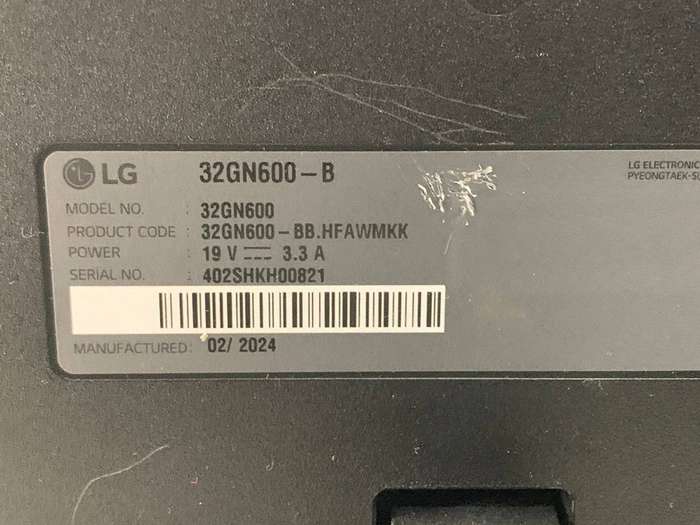 LG 32GN600-B
MODEL NO. : 32GN600
PRODUCT CODE : 32GN600-BB.HFAWMKK
POWER : 19 V ⎓ 3.3 A
SERIAL NO. : 402SHKH00821
MANUFACTURED: 02/ 2024
LG ELECTRONIC
PYEONGTAEK-SI